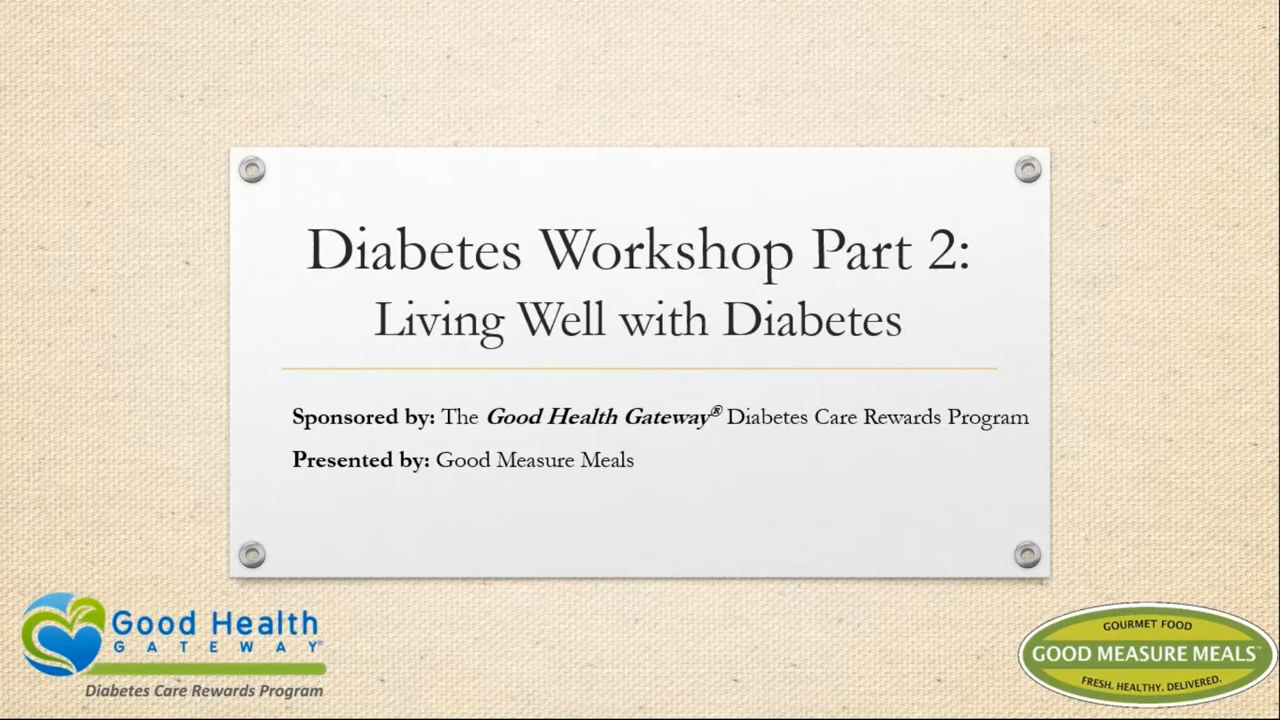 Diabetes Workshop Part 2:
Living Well with Diabetes
Sponsored by: The Good Health Gateway® Diabetes Care Rewards Program
Presented by: Good Measure Meals
Good Health
GATEWAY®
Diabetes Care Rewards Program
GOURMET FOOD
GOOD MEASURE MEALS™
FRESH. HEALTHY. DELIVERED.